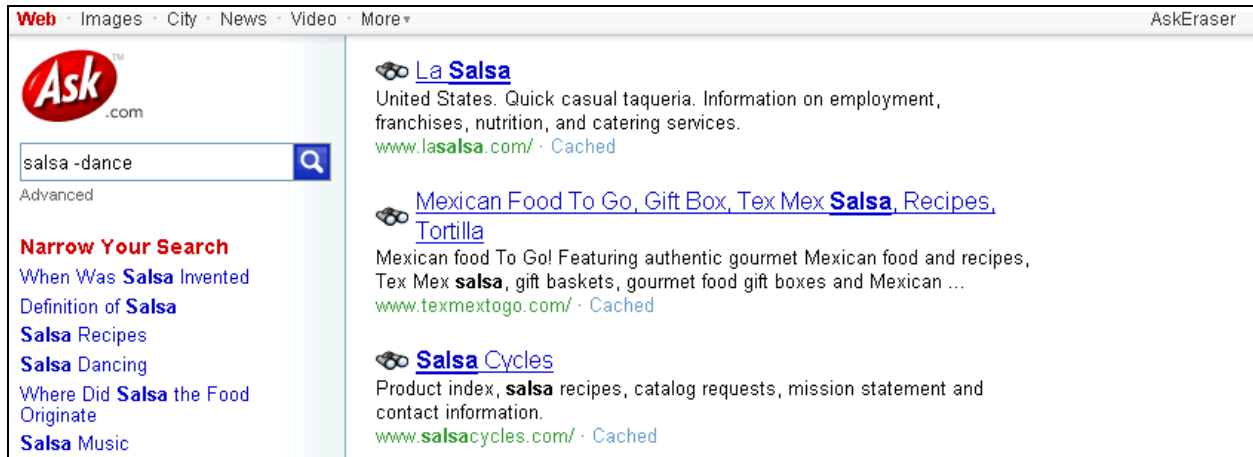 Web · Images · City · News · Video · More▾ AskEraser
Ask™
.com
salsa -dance
Advanced
Narrow Your Search
When Was Salsa Invented
Definition of Salsa
Salsa Recipes
Salsa Dancing
Where Did Salsa the Food
Originate
Salsa Music
La Salsa
United States. Quick casual taqueria. Information on employment,
franchises, nutrition, and catering services.
www.lasalsa.com/ · Cached
Mexican Food To Go, Gift Box, Tex Mex Salsa, Recipes,
Tortilla
Mexican food To Go! Featuring authentic gourmet Mexican food and recipes,
Tex Mex salsa, gift baskets, gourmet food gift boxes and Mexican ...
www.texmextogo.com/ · Cached
Salsa Cycles
Product index, salsa recipes, catalog requests, mission statement and
contact information.
www.salsacycles.com/ · Cached